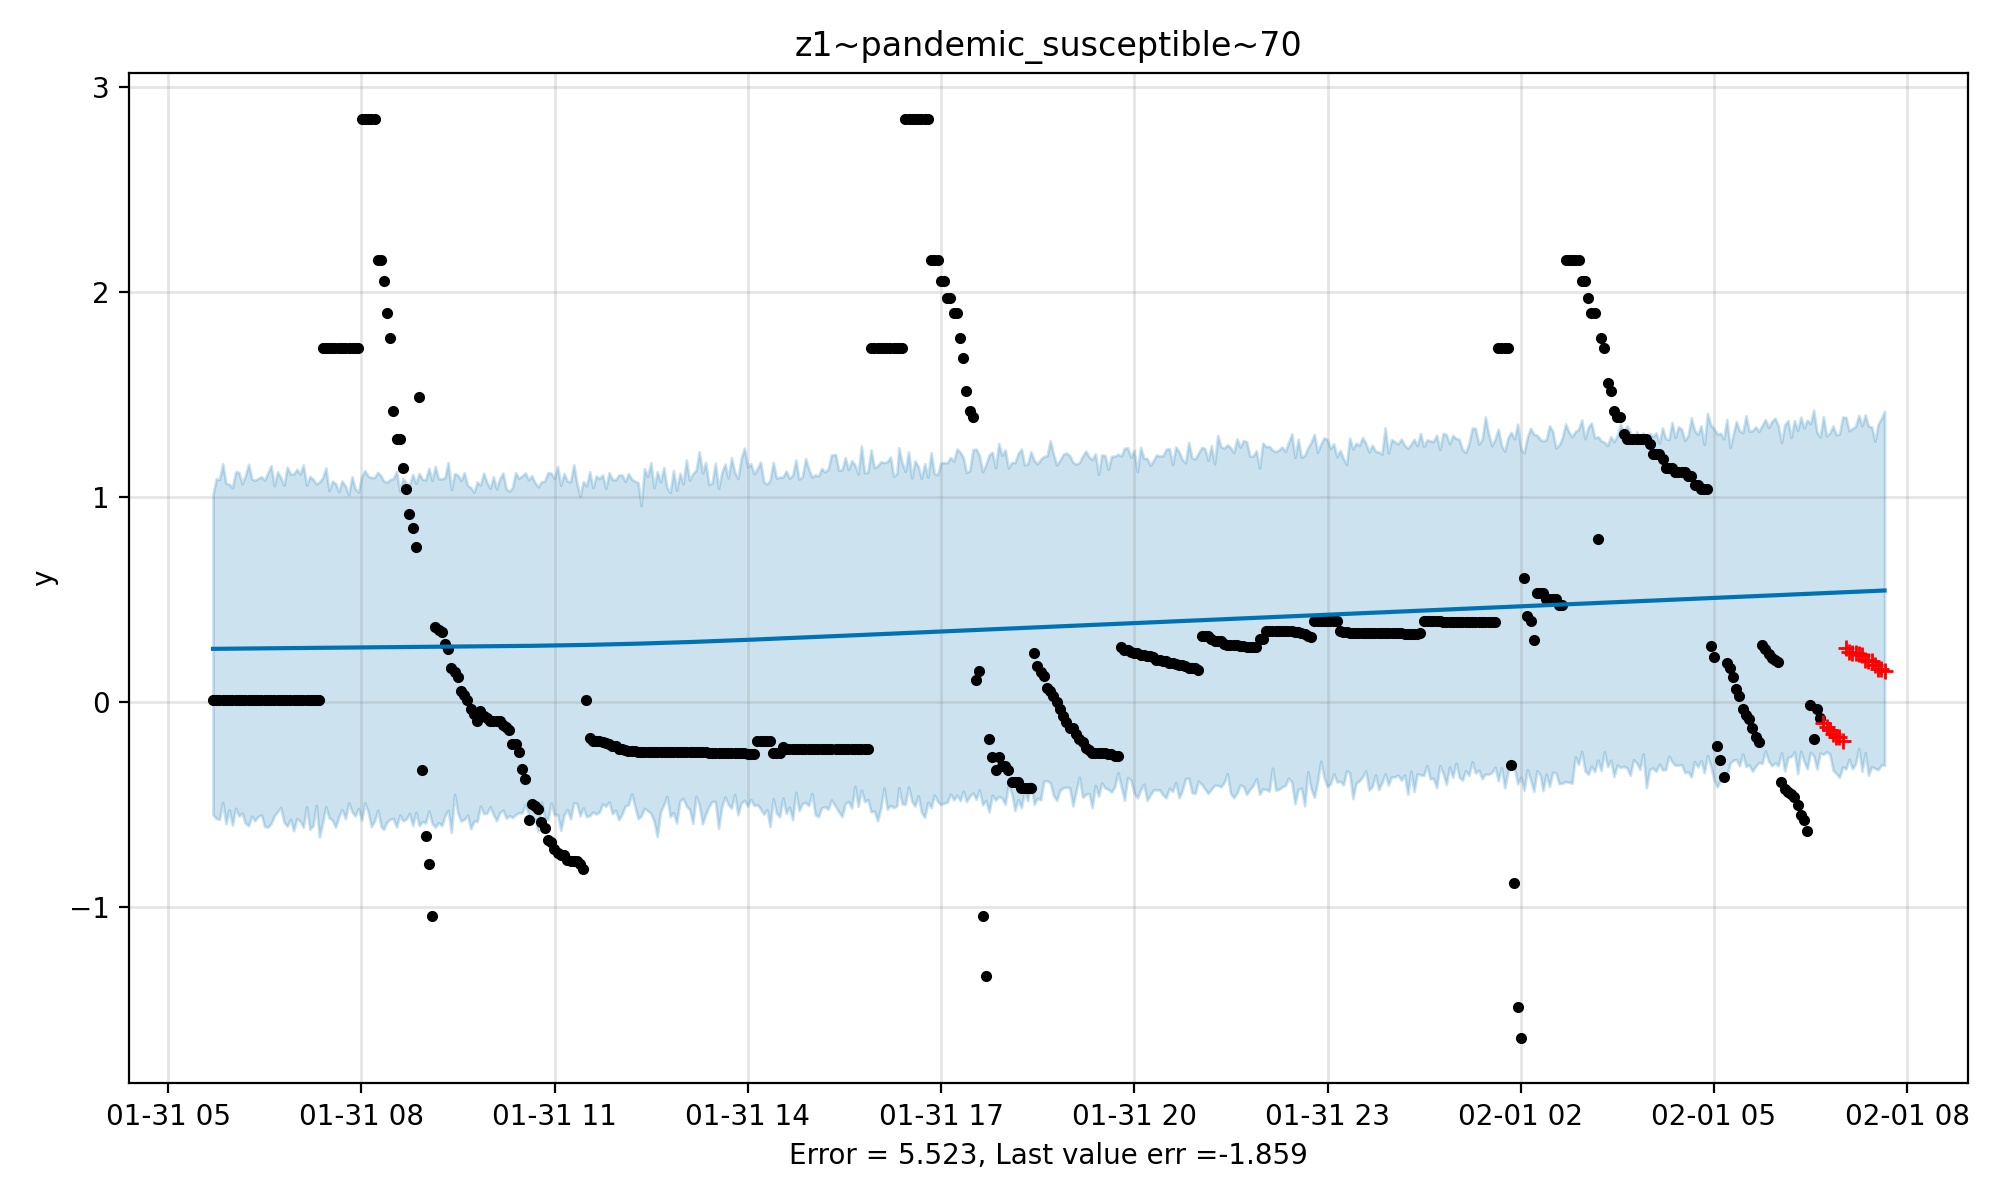 z1~pandemic_susceptible~70
3
2
1
0
−1
y
01-31 05 01-31 08 01-31 11 01-31 14 01-31 17 01-31 20 01-31 23 02-01 02 02-01 05 02-01 08
Error = 5.523, Last value err =-1.859